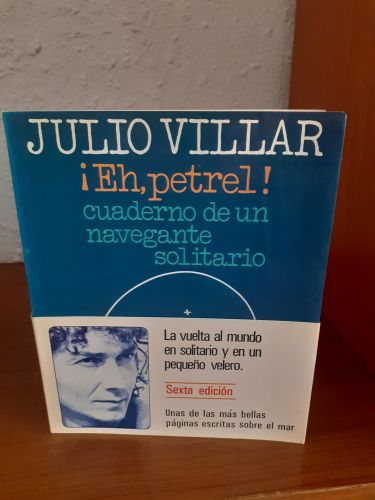 JULIO VILLAR
¡Eh, petrel!
cuaderno de un
navegante
solitario
La vuelta al mundo
en solitario y en un
pequeño velero.
Sexta edición
Unas de las más bellas
páginas escritas sobre el mar